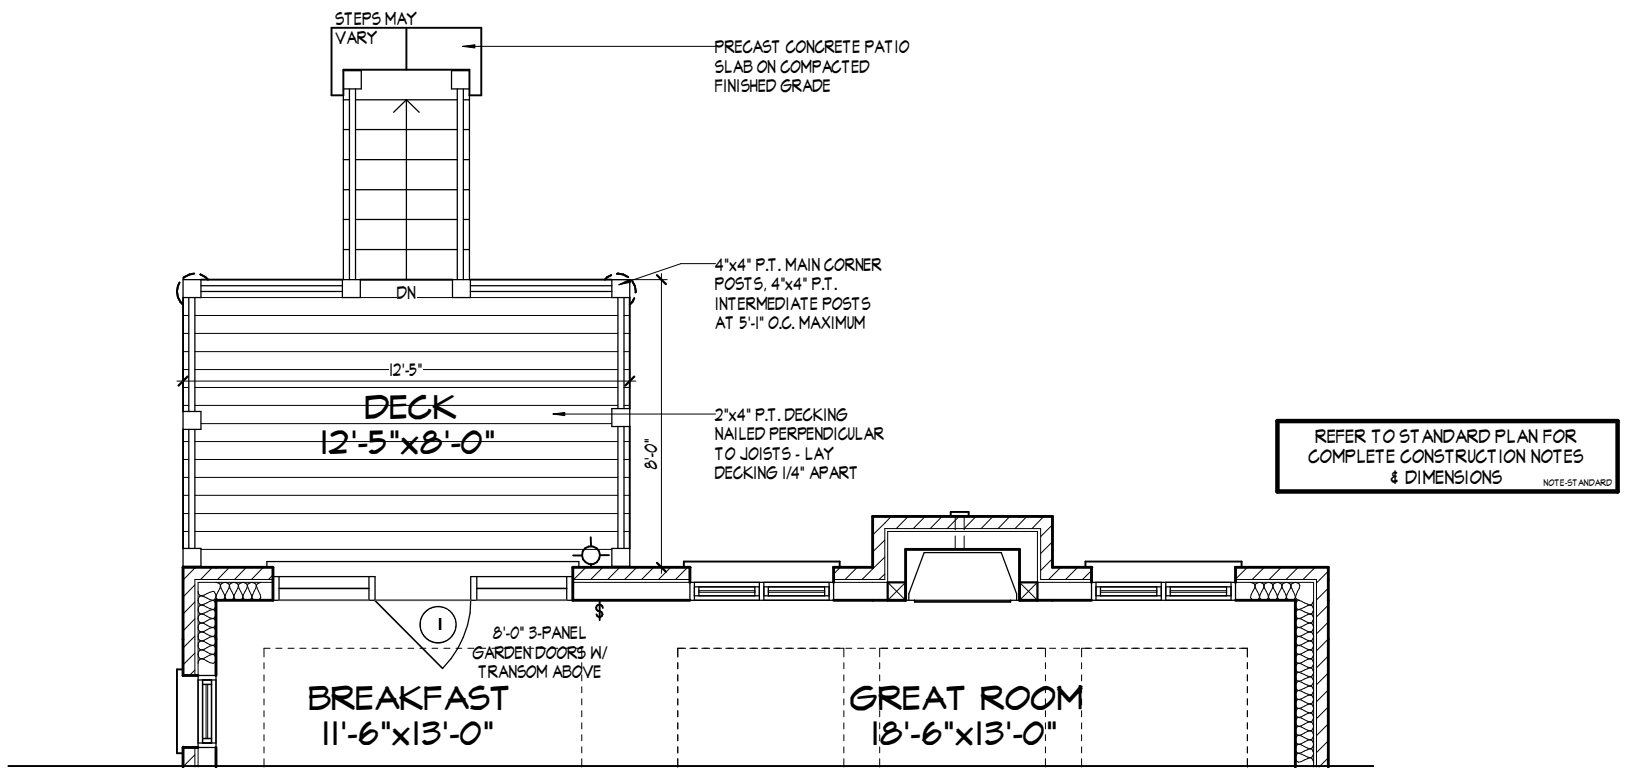 STEPS MAY
VARY
PRECAST CONCRETE PATIO
SLAB ON COMPACTED
FINISHED GRADE
4"x4" P.T. MAIN CORNER
POSTS, 4"x4" P.T.
INTERMEDIATE POSTS
AT 5'-1" O.C. MAXIMUM
DN
12'-5"
DECK
12'-5"x8'-0"
2"x4" P.T. DECKING
NAILED PERPENDICULAR
TO JOISTS - LAY
DECKING 1/4" APART
8'-0"
REFER TO STANDARD PLAN FOR
COMPLETE CONSTRUCTION NOTES
& DIMENSIONS
NOTE-STANDARD
$
1
8'-0" 3-PANEL
GARDEN DOORS W/
TRANSOM ABOVE
BREAKFAST
11'-6"x13'-0"
GREAT ROOM
18'-6"x13'-0"